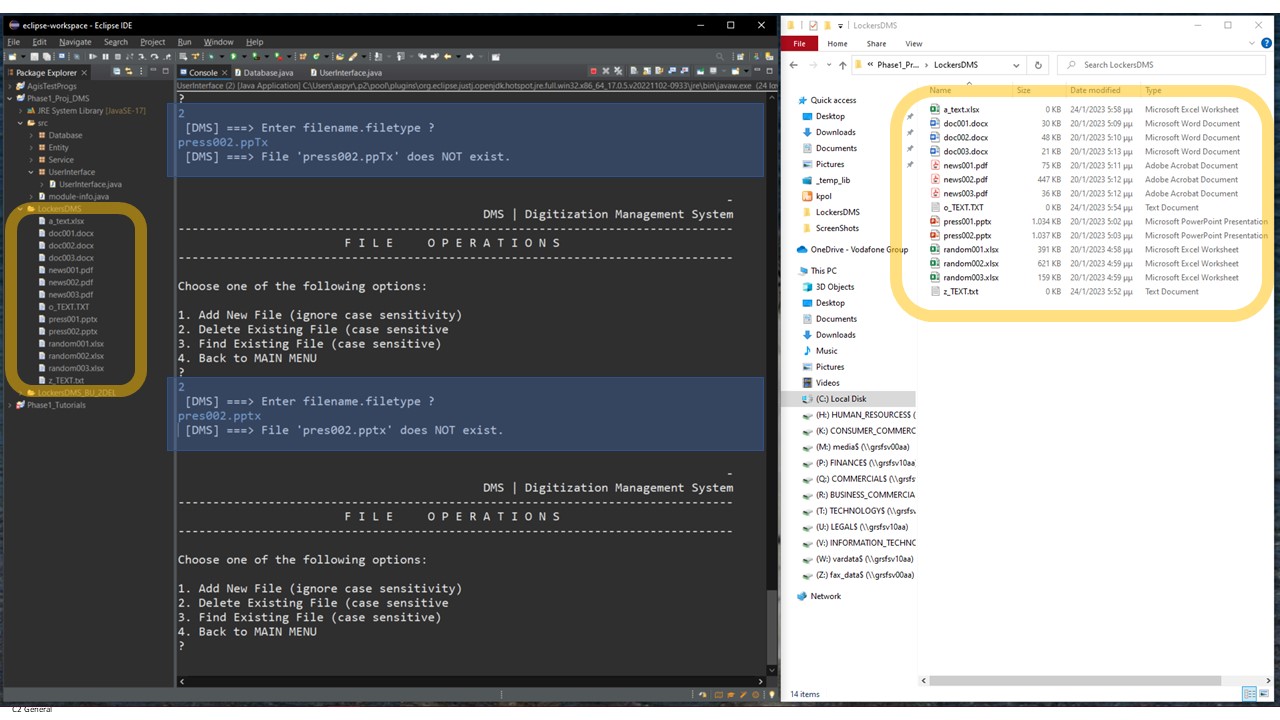 eclipse-workspace - Eclipse IDE
File Edit Navigate Search Project Run Window Help
Package Explorer
AgisTestProgs
Phase1_Proj_DMS
JRE System Library [JavaSE-17]
src
Database
Entity
Service
UserInterface
UserInterface.java
module-info.java
LockersDMS
a_text.xlsx
doc001.docx
doc002.docx
doc003.docx
news001.pdf
news002.pdf
news003.pdf
o_TEXT.TXT
press001.pptx
press002.pptx
random001.xlsx
random002.xlsx
random003.xlsx
z_TEXT.txt
LockersDMS_BU_2DEL
Phase1_Tutorials
Console Database.java UserInterface.java
UserInterface (2) [Java Application] C:\Users\aspyr\.p2\pool\plugins\org.eclipse.justj.openjdk.hotspot.jre.full.win32.x86_64_17.0.5.v20221102-0933\jre\bin\javaw.exe (24 Ian
?
2
[DMS] ===> Enter filename.filetype ?
press002.ppTx
[DMS] ===> File 'press002.ppTx' does NOT exist.
-
DMS | Digitization Management System
--------------------------------------------------------------------------------
F I L E O P E R A T I O N S
--------------------------------------------------------------------------------
Choose one of the following options:
1. Add New File (ignore case sensitivity)
2. Delete Existing File (case sensitive
3. Find Existing File (case sensitive)
4. Back to MAIN MENU
?
2
[DMS] ===> Enter filename.filetype ?
pres002.pptx
[DMS] ===> File 'pres002.pptx' does NOT exist.
-
DMS | Digitization Management System
--------------------------------------------------------------------------------
F I L E O P E R A T I O N S
--------------------------------------------------------------------------------
Choose one of the following options:
1. Add New File (ignore case sensitivity)
2. Delete Existing File (case sensitive
3. Find Existing File (case sensitive)
4. Back to MAIN MENU
?
LockersDMS
File Home Share View
« Phase1_Pr... › LockersDMS
Search LockersDMS
Quick access
Desktop
Downloads
Documents
Pictures
_temp_lib
kpol
LockersDMS
ScreenShots
OneDrive - Vodafone Group
This PC
3D Objects
Desktop
Documents
Downloads
Music
Pictures
Videos
(C:) Local Disk
(H:) HUMAN_RESOURCES$ (
(K:) CONSUMER_COMMERC
(M:) media$ (\\grsfsv00aa)
(P:) FINANCE$ (\\grsfsv10aa
(Q:) COMMERCIAL$ (\\grsfs
(R:) BUSINESS_COMMERCIA
(T:) TECHNOLOGY$ (\\grsfsv
(U:) LEGAL$ (\\grsfsv10aa)
(V:) INFORMATION_TECHNO
(W:) vardata$ (\\grsfsv10aa)
(Z:) fax_data$ (\\grsfsv00aa)
Network
Name Size Date modified Type
a_text.xlsx 0 KB 24/1/2023 5:58 μμ Microsoft Excel Worksheet
doc001.docx 30 KB 20/1/2023 5:09 μμ Microsoft Word Document
doc002.docx 48 KB 20/1/2023 5:10 μμ Microsoft Word Document
doc003.docx 21 KB 20/1/2023 5:13 μμ Microsoft Word Document
news001.pdf 75 KB 20/1/2023 5:11 μμ Adobe Acrobat Document
news002.pdf 447 KB 20/1/2023 5:12 μμ Adobe Acrobat Document
news003.pdf 36 KB 20/1/2023 5:12 μμ Adobe Acrobat Document
o_TEXT.TXT 0 KB 24/1/2023 5:54 μμ Text Document
press001.pptx 1.034 KB 20/1/2023 5:02 μμ Microsoft PowerPoint Presentation
press002.pptx 1.037 KB 20/1/2023 5:03 μμ Microsoft PowerPoint Presentation
random001.xlsx 391 KB 20/1/2023 4:58 μμ Microsoft Excel Worksheet
random002.xlsx 621 KB 20/1/2023 4:59 μμ Microsoft Excel Worksheet
random003.xlsx 159 KB 20/1/2023 4:59 μμ Microsoft Excel Worksheet
z_TEXT.txt 0 KB 24/1/2023 5:52 μμ Text Document
14 items
C2 General